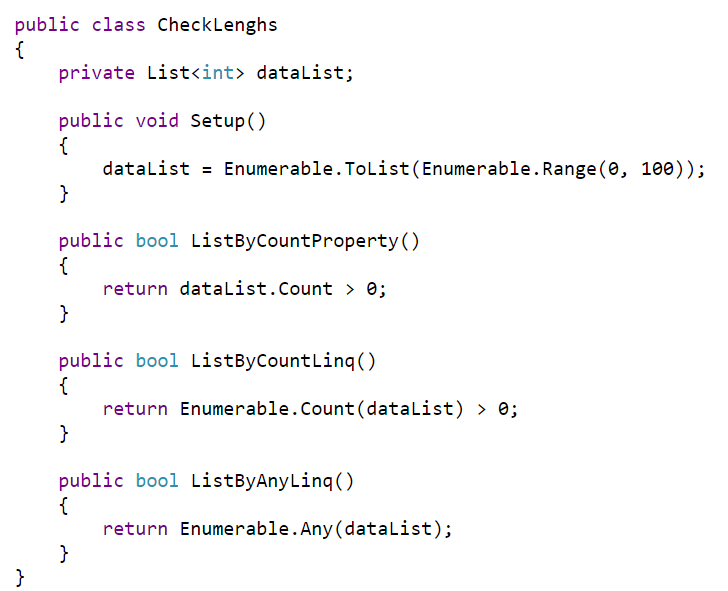 public class CheckLenghs
{
    private List<int> dataList;

    public void Setup()
    {
        dataList = Enumerable.ToList(Enumerable.Range(0, 100));
    }

    public bool ListByCountProperty()
    {
        return dataList.Count > 0;
    }

    public bool ListByCountLinq()
    {
        return Enumerable.Count(dataList) > 0;
    }

    public bool ListByAnyLinq()
    {
        return Enumerable.Any(dataList);
    }
}